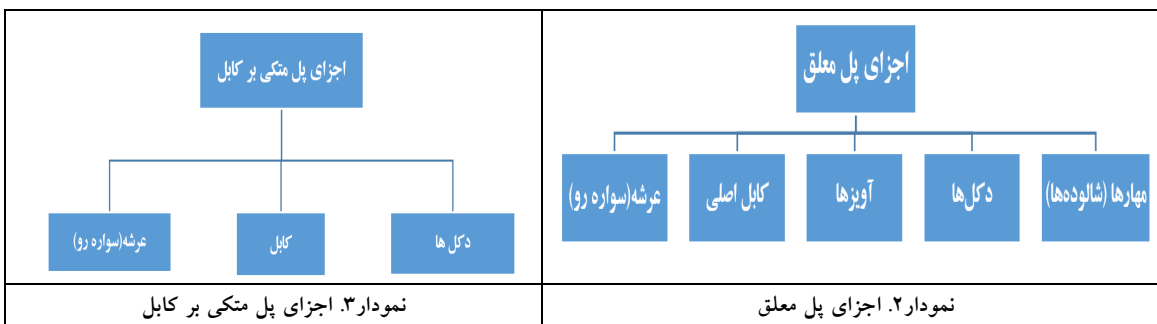 اجزای پل معلق
مهارها (شالوده‌ها)
دکل‌ها
آویزها
کابل اصلی
عرشه(سواره رو)
نمودار۲. اجزای پل معلق
اجزای پل متکی بر کابل
دکل ها
کابل
عرشه(سواره رو)
نمودار۳. اجزای پل متکی بر کابل